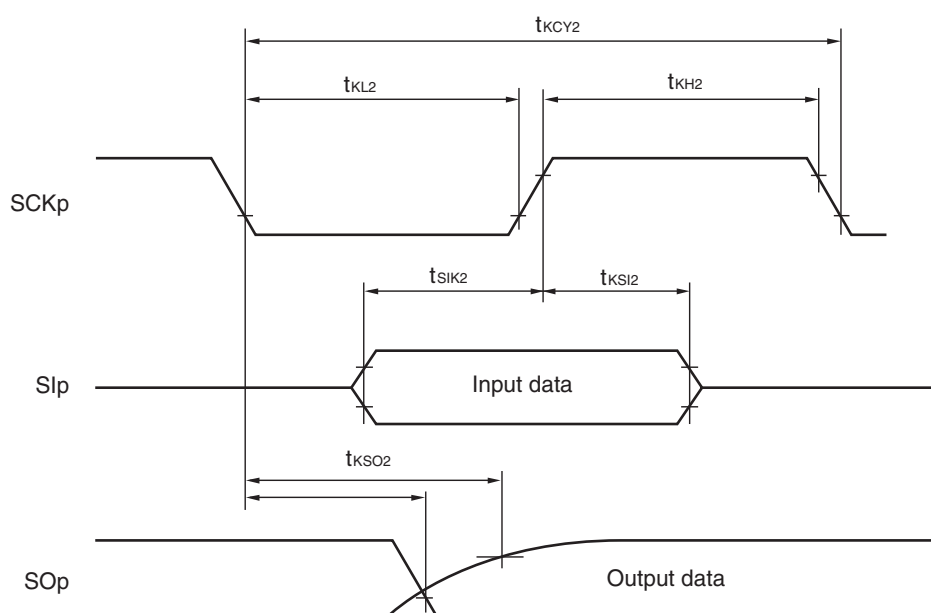 tKCY2
tKL2
tKH2
SCKp
tSIK2
tKSI2
SIp
Input data
tKSO2
SOp
Output data